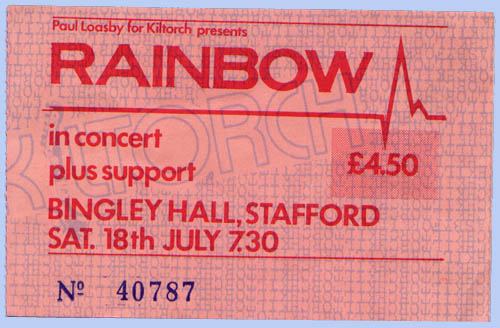 Paul Loasby for Kiltorch presents
RAINBOW
in concert
plus support
£4.50
BINGLEY HALL, STAFFORD
SAT. 18th JULY 7.30
Nº 40787
KILTORCH